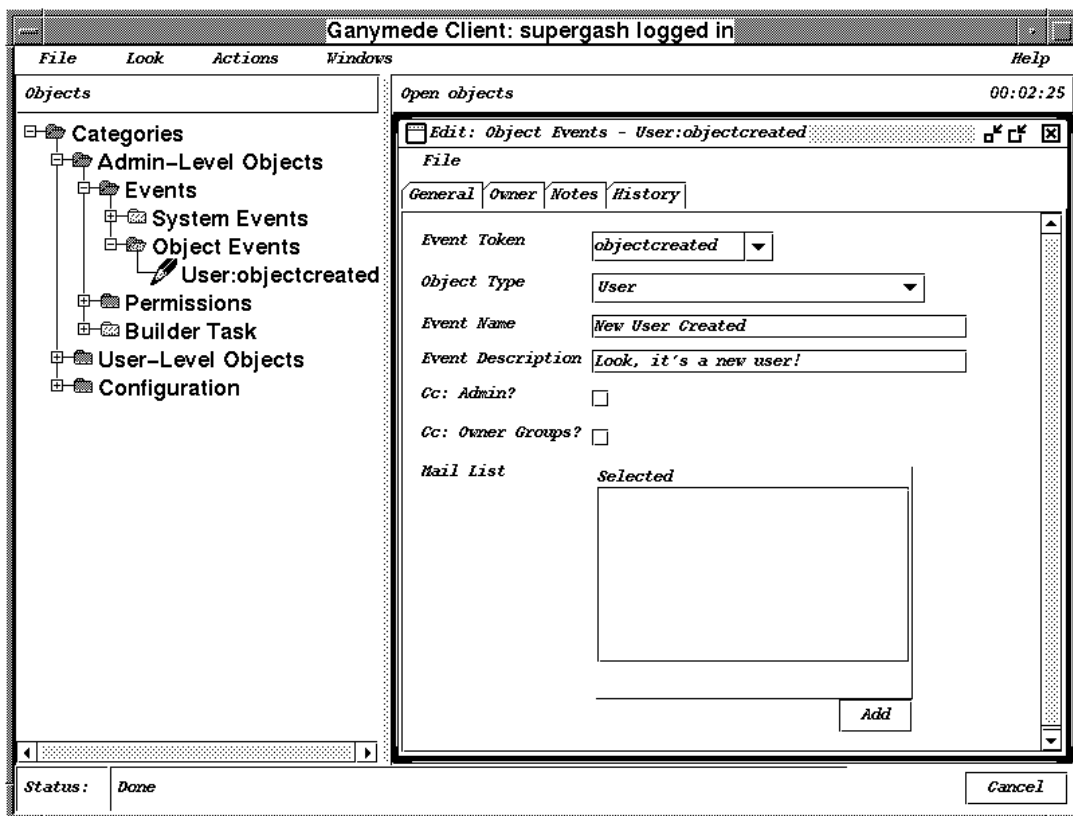 Ganymede Client: supergash logged in
File Look Actions Windows Help
Objects
Categories
Admin-Level Objects
Events
System Events
Object Events
User:objectcreated
Permissions
Builder Task
User-Level Objects
Configuration
Open objects 00:02:25
Edit: Object Events - User:objectcreated
File
General Owner Notes History
Event Token objectcreated
Object Type User
Event Name New User Created
Event Description Look, it's a new user!
Cc: Admin?
Cc: Owner Groups?
Mail List Selected
Add
Status: Done Cancel